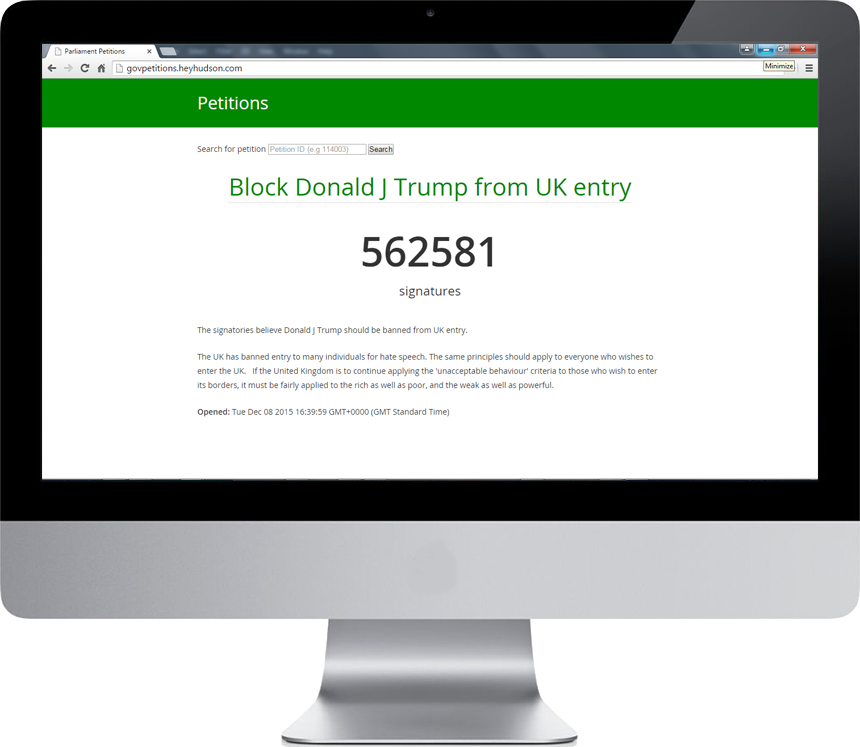 Parliament Petitions
govpetitions.heyhudson.com
Minimize
Petitions
Search for petition Petition ID (e.g 114003) Search
Block Donald J Trump from UK entry
562581
signatures
The signatories believe Donald J Trump should be banned from UK entry.
The UK has banned entry to many individuals for hate speech. The same principles should apply to everyone who wishes to
enter the UK. If the United Kingdom is to continue applying the 'unacceptable behaviour' criteria to those who wish to enter
its borders, it must be fairly applied to the rich as well as poor, and the weak as well as powerful.
Opened: Tue Dec 08 2015 16:39:59 GMT+0000 (GMT Standard Time)